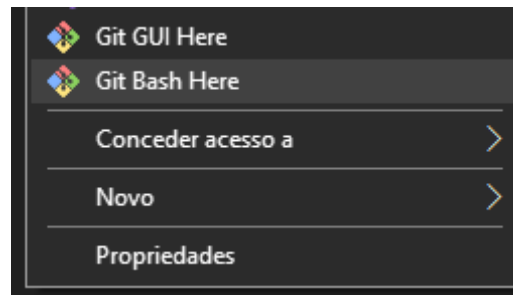 Git GUI Here
Git Bash Here
Conceder acesso a
Novo
Propriedades